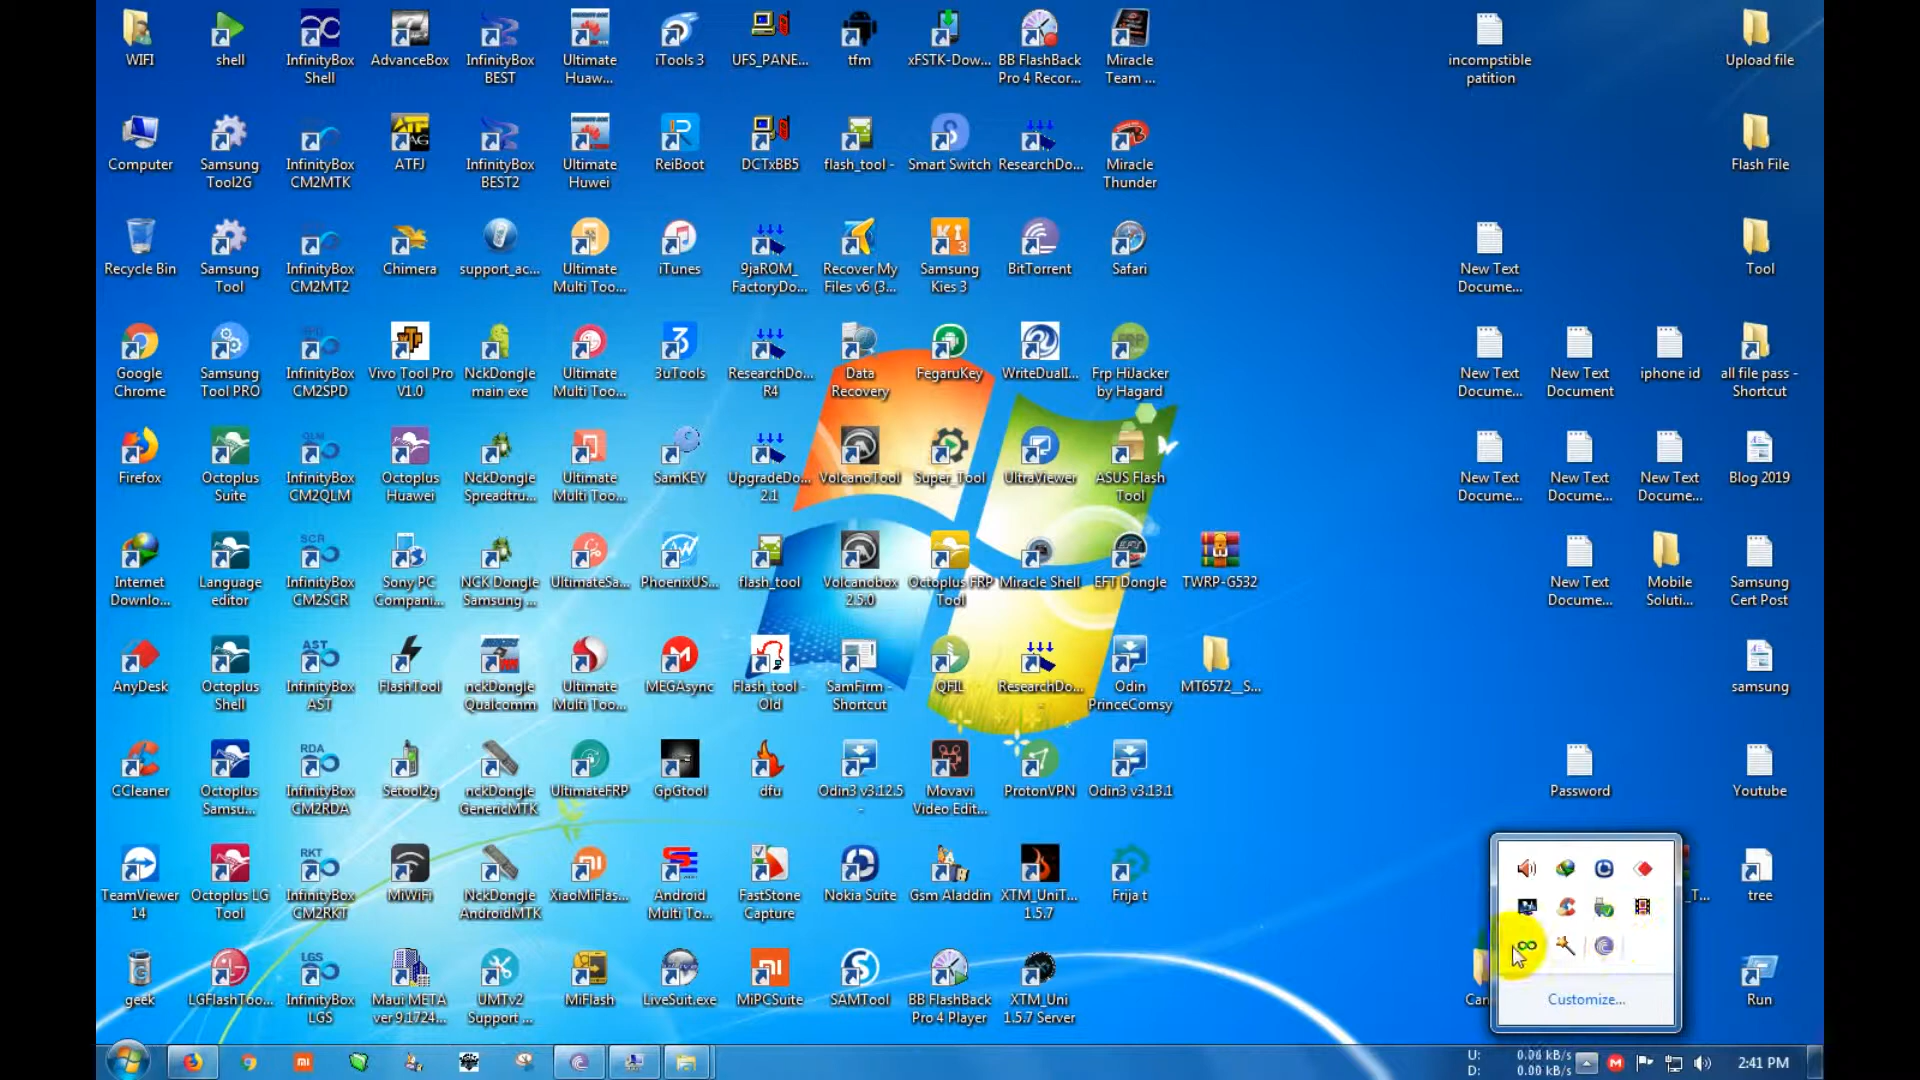 WIFI
shell
InfinityBox
Shell
AdvanceBox
InfinityBox
BEST
Ultimate
Huaw...
iTools 3
UFS_PANE...
tfm
xFSTK-Dow...
BB FlashBack
Pro 4 Recor...
Miracle
Team ...
incompstible
patition
Upload file
Computer
Samsung
Tool2G
InfinityBox
CM2MTK
ATFJ
InfinityBox
BEST2
Ultimate
Huwei
ReiBoot
DCTxBB5
flash_tool -
Smart Switch
ResearchDo...
Miracle
Thunder
Flash File
Recycle Bin
Samsung
Tool
InfinityBox
CM2MT2
Chimera
support_ac...
Ultimate
Multi Too...
iTunes
9jaROM_
FactoryDo...
Recover My
Files v6 (3...
Samsung
Kies 3
BitTorrent
Safari
New Text
Docume...
Tool
Google
Chrome
Samsung
Tool PRO
InfinityBox
CM2SPD
Vivo Tool Pro
V1.0
NckDongle
main exe
Ultimate
Multi Too...
3uTools
ResearchDo...
R4
Data
Recovery
FegaruKey
WriteDualI...
Frp HiJacker
by Hagard
New Text
Docume...
New Text
Document
iphone id
all file pass -
Shortcut
Firefox
Octoplus
Suite
InfinityBox
CM2QLM
Octoplus
Huawei
NckDongle
Spreadtru...
Ultimate
Multi Too...
SamKEY
UpgradeDo...
2.1
VolcanoTool
Super_Tool
UltraViewer
ASUS Flash
Tool
New Text
Docume...
New Text
Docume...
New Text
Docume...
Blog 2019
Internet
Downlo...
Language
editor
SCR
InfinityBox
CM2SCR
Sony PC
Compani...
NCK Dongle
Samsung ...
UltimateSa...
PhoenixUS...
flash_tool
Volcanobox
2.5.0
Octoplus FRP
Tool
Miracle Shell
EFT Dongle
TWRP-G532
New Text
Docume...
Mobile
Soluti...
Samsung
Cert Post
AnyDesk
Octoplus
Shell
AST
InfinityBox
AST
FlashTool
nckDongle
Qualcomm
Ultimate
Multi Too...
MEGAsync
Flash_tool -
Old
SamFirm -
Shortcut
QFIL
ResearchDo...
-
Odin
PrinceComsy
MT6572__S...
samsung
CCleaner
Octoplus
Samsu...
RDA
InfinityBox
CM2RDA
Setool2g
nckDongle
GenericMTK
UltimateFRP
GpGtool
dfu
Odin3 v3.12.5
-
Movavi
Video Edit...
ProtonVPN
Odin3 v3.13.1
Password
Youtube
TeamViewer
14
Octoplus LG
Tool
RKT
InfinityBox
CM2RKT
MiWiFi
NckDongle
AndroidMTK
XiaoMiFlas...
Android
Multi To...
FastStone
Capture
Nokia Suite
Gsm Aladdin
XTM_UniT...
1.5.7
Frija t
_T...
tree
geek
LGFlashToo...
LGS
InfinityBox
LGS
Maui META
ver 9.1724...
UMTv2
Support ...
MiFlash
LiveSuit.exe
MiPCSuite
SAMTool
BB FlashBack
Pro 4 Player
XTM_Uni
1.5.7 Server
Can
Customize...
Run
U: 0.06 kB/s
D: 0.00 kB/s
2:41 PM